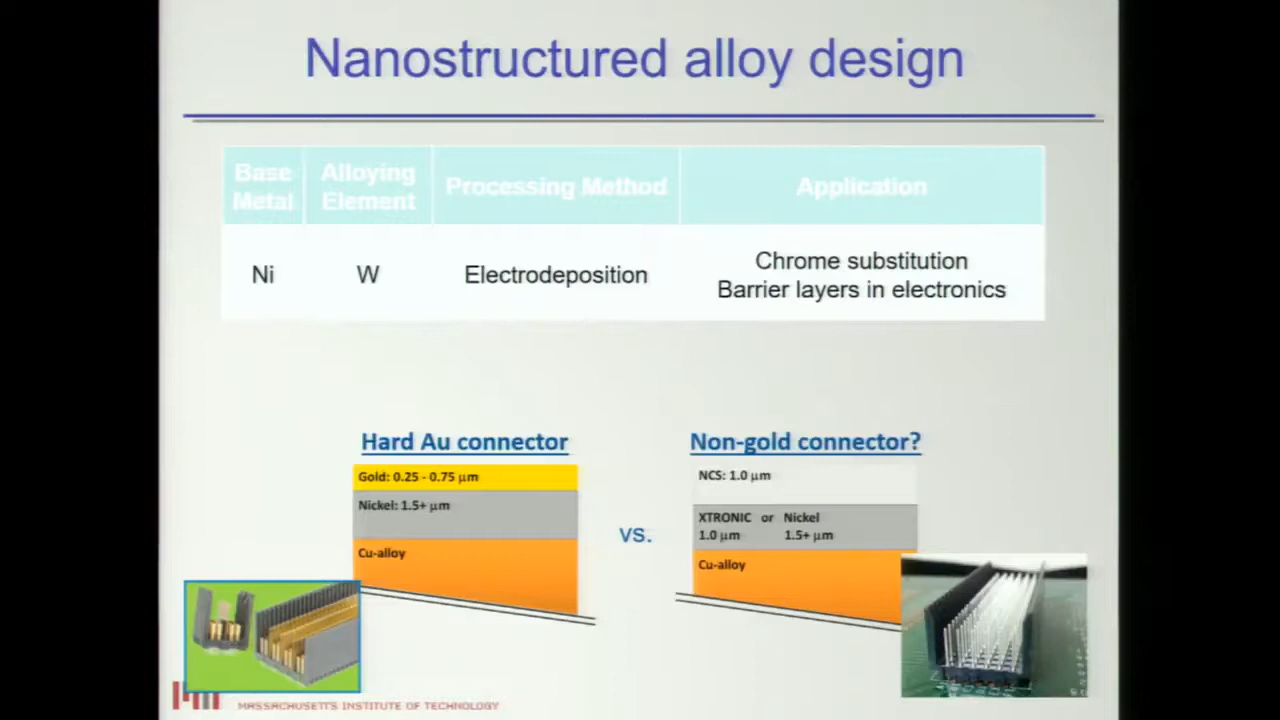 Nanostructured alloy design
Base Metal
Alloying Element
Processing Method
Application
Ni
W
Electrodeposition
Chrome substitution
Barrier layers in electronics
Hard Au connector
Gold: 0.25 - 0.75 μm
Nickel: 1.5+ μm
Cu-alloy
vs.
Non-gold connector?
NCS: 1.0 μm
XTRONIC or Nickel
1.0 μm 1.5+ μm
Cu-alloy
MASSACHUSETTS INSTITUTE OF TECHNOLOGY